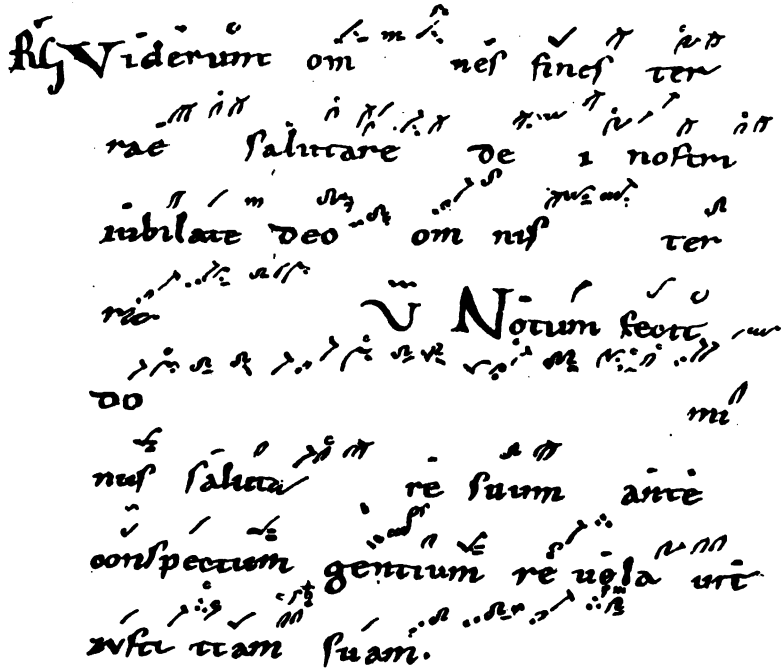 RG Viderunt om nes fines ter
rae salutare de i nostri
iubilate deo om nis ter
ra V Notum fecit
do mi
nus saluta re suum ante
conspectum gentium re vela vit
iusti tiam suam.